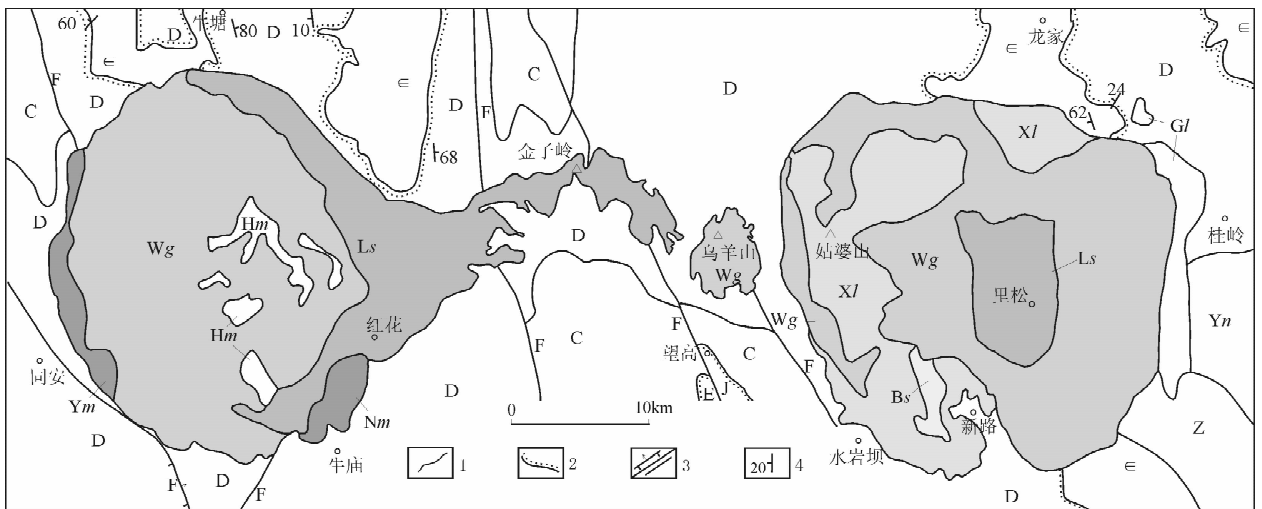 60
牛塘
80
D
10
D
D
∈
∈
∈
龙家
∈
F
C
D
D
F
C
D
D
24
62
Gl
Xl
68
金子岭
D
Hm
Wg
Ls
D
乌羊山
Wg
姑婆山
Wg
Ls
桂岭
里松
Xl
Hm
红花
F
C
F
望高
C
Wg
F
Yn
同安
Ym
Nm
D
E
J
Bs
新路
0
10km
D
牛庙
1
2
3
20
4
水岩坝
Z
∈
F
D
F
D